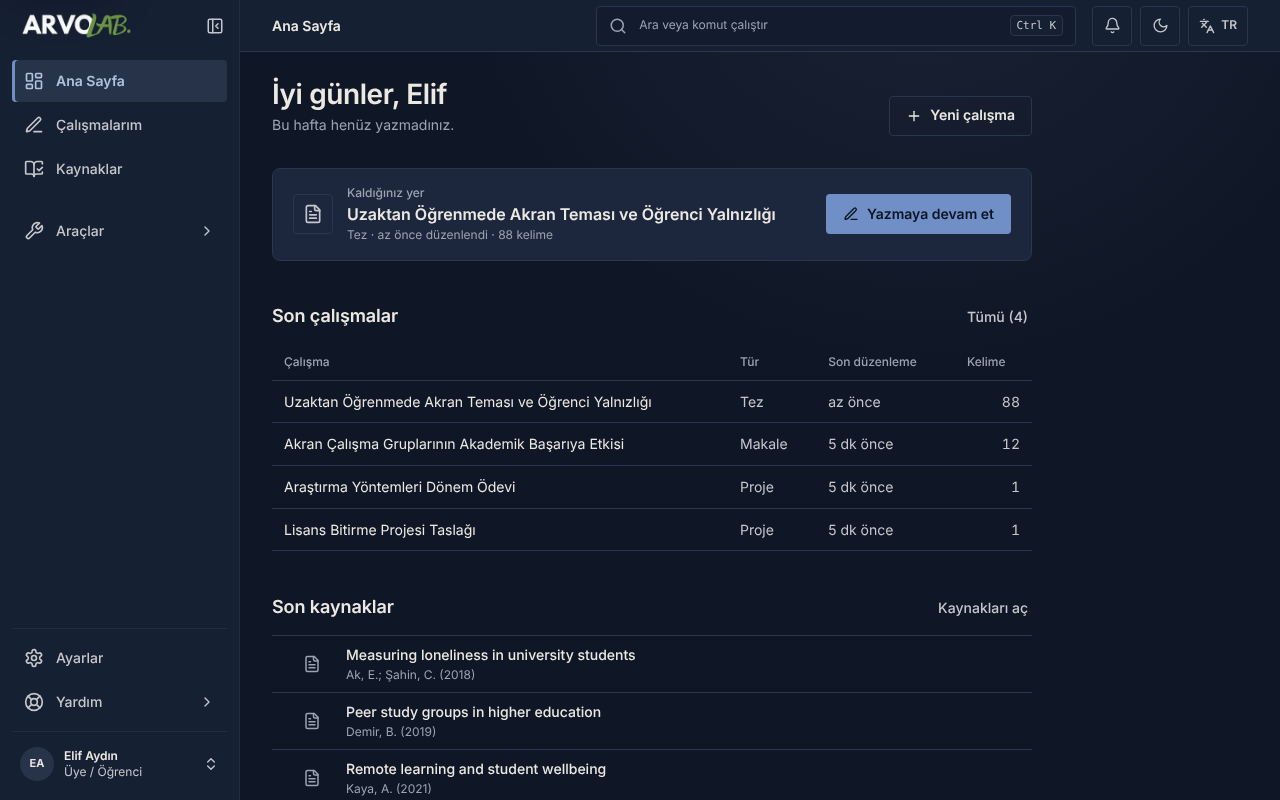 ARVOLAB.
Ana Sayfa
Çalışmalarım
Kaynaklar
Araçlar
Ayarlar
Yardım
EA
Elif Aydın
Üye / Öğrenci
Ana Sayfa
Ara veya komut çalıştır
Ctrl K
TR
İyi günler, Elif
Bu hafta henüz yazmadınız.
Yeni çalışma
Kaldığınız yer
Uzaktan Öğrenmede Akran Teması ve Öğrenci Yalnızlığı
Tez · az önce düzenlendi · 88 kelime
Yazmaya devam et
Son çalışmalar
Tümü (4)
Çalışma Tür Son düzenleme Kelime
Uzaktan Öğrenmede Akran Teması ve Öğrenci Yalnızlığı Tez az önce 88
Akran Çalışma Gruplarının Akademik Başarıya Etkisi Makale 5 dk önce 12
Araştırma Yöntemleri Dönem Ödevi Proje 5 dk önce 1
Lisans Bitirme Projesi Taslağı Proje 5 dk önce 1
Son kaynaklar
Kaynakları aç
Measuring loneliness in university students
Ak, E.; Şahin, C. (2018)
Peer study groups in higher education
Demir, B. (2019)
Remote learning and student wellbeing
Kaya, A. (2021)